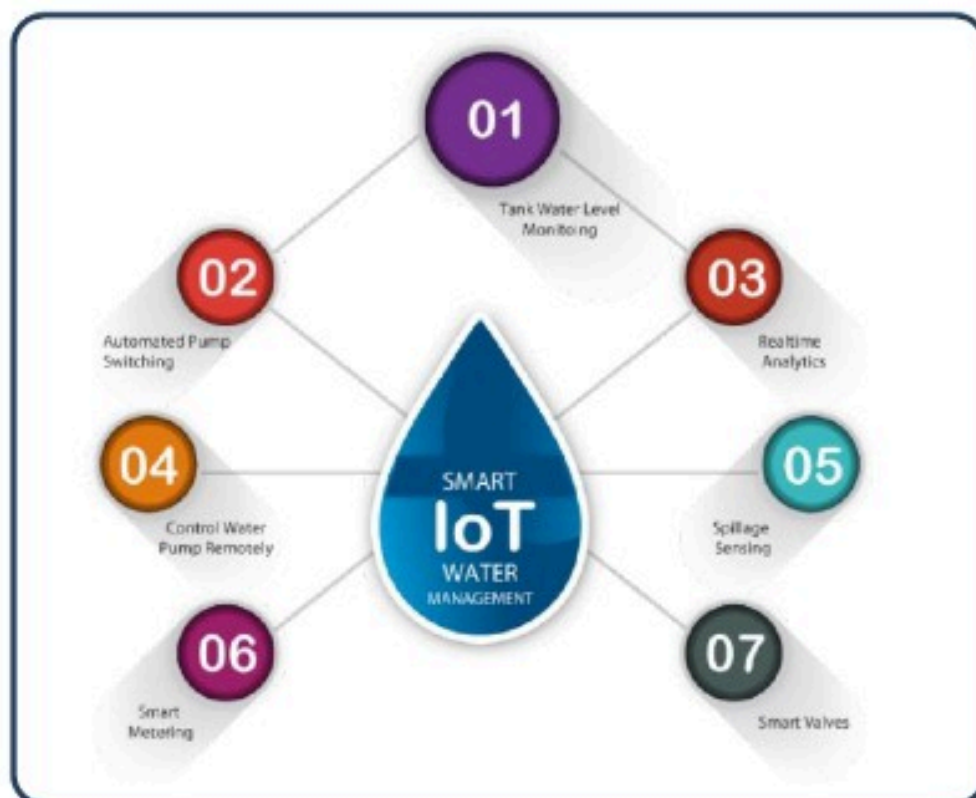 01
Tank Water Level
Monitoing
02
Automated Pump
Switching
03
Realtime
Analytics
04
Control Water
Pump Remotely
05
Spillage
Sensing
06
Smart
Metering
07
Smart Valves
SMART
IoT
WATER
MANAGEMENT